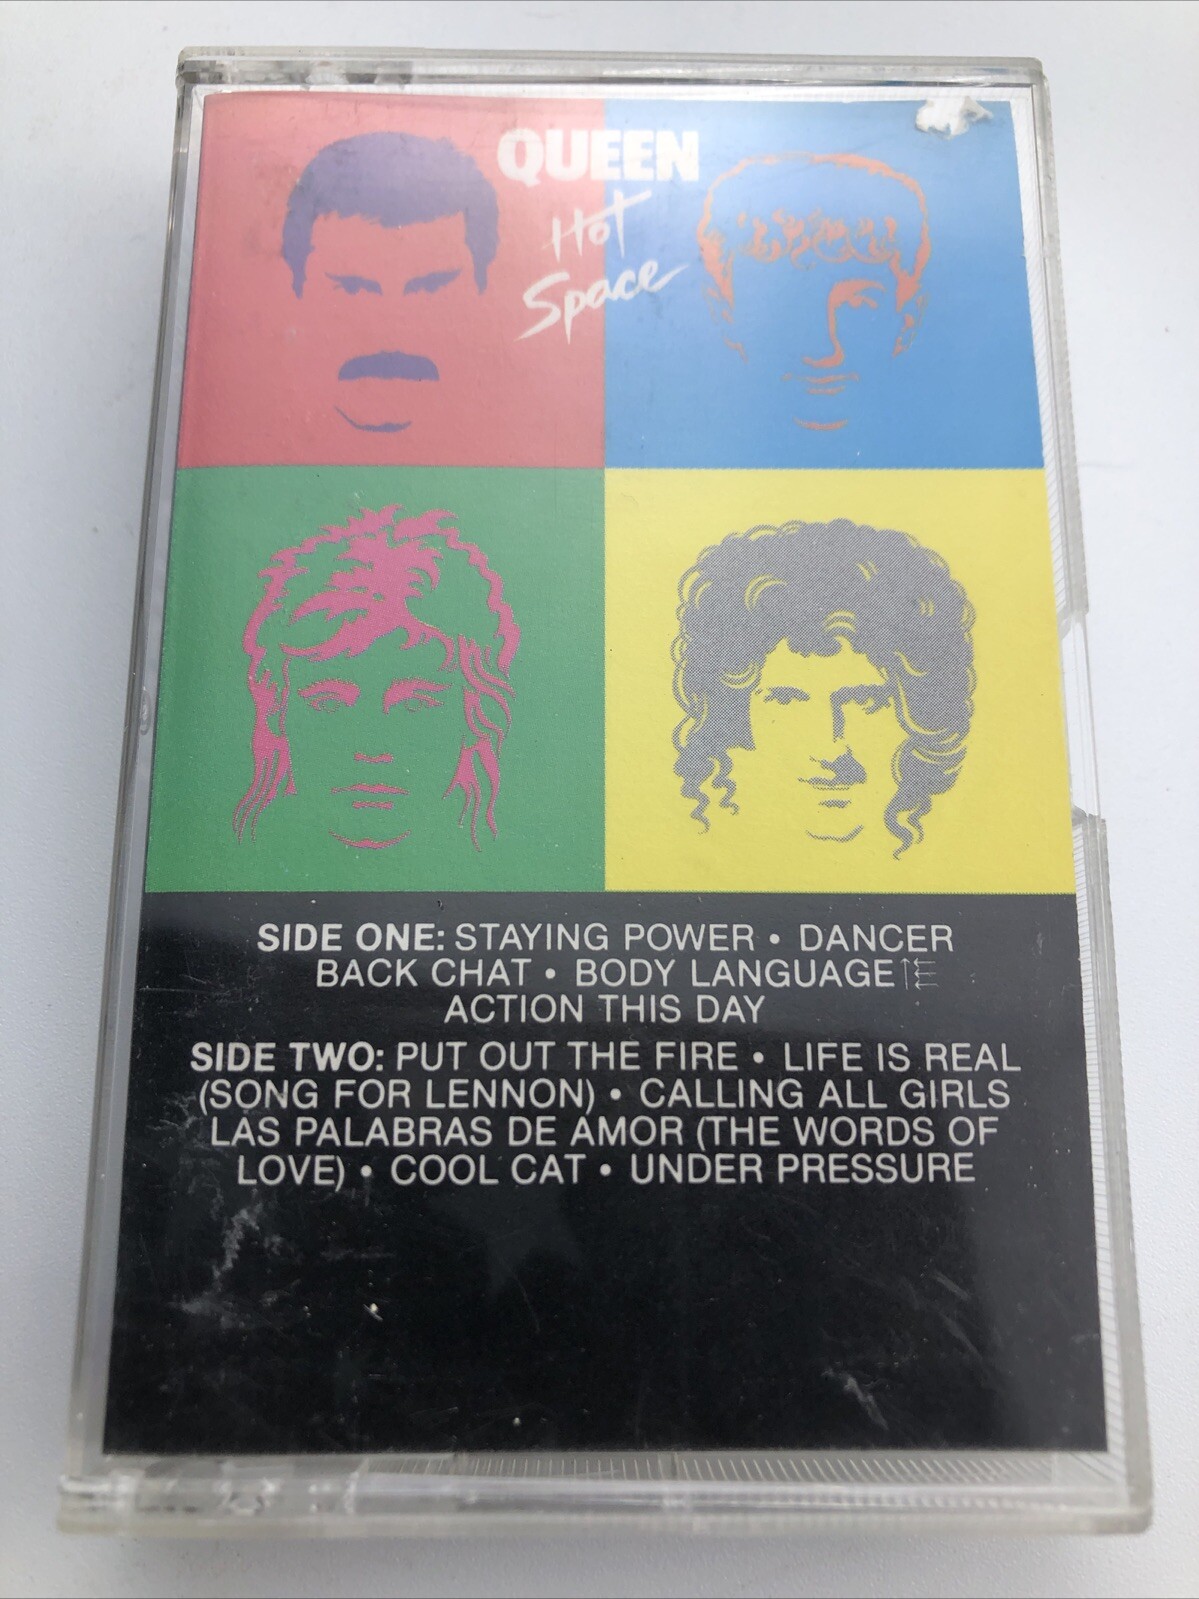 QUEEN
Hot
Space
SIDE ONE: STAYING POWER • DANCER
BACK CHAT • BODY LANGUAGE
ACTION THIS DAY
SIDE TWO: PUT OUT THE FIRE • LIFE IS REAL
(SONG FOR LENNON) • CALLING ALL GIRLS
LAS PALABRAS DE AMOR (THE WORDS OF
LOVE) • COOL CAT • UNDER PRESSURE